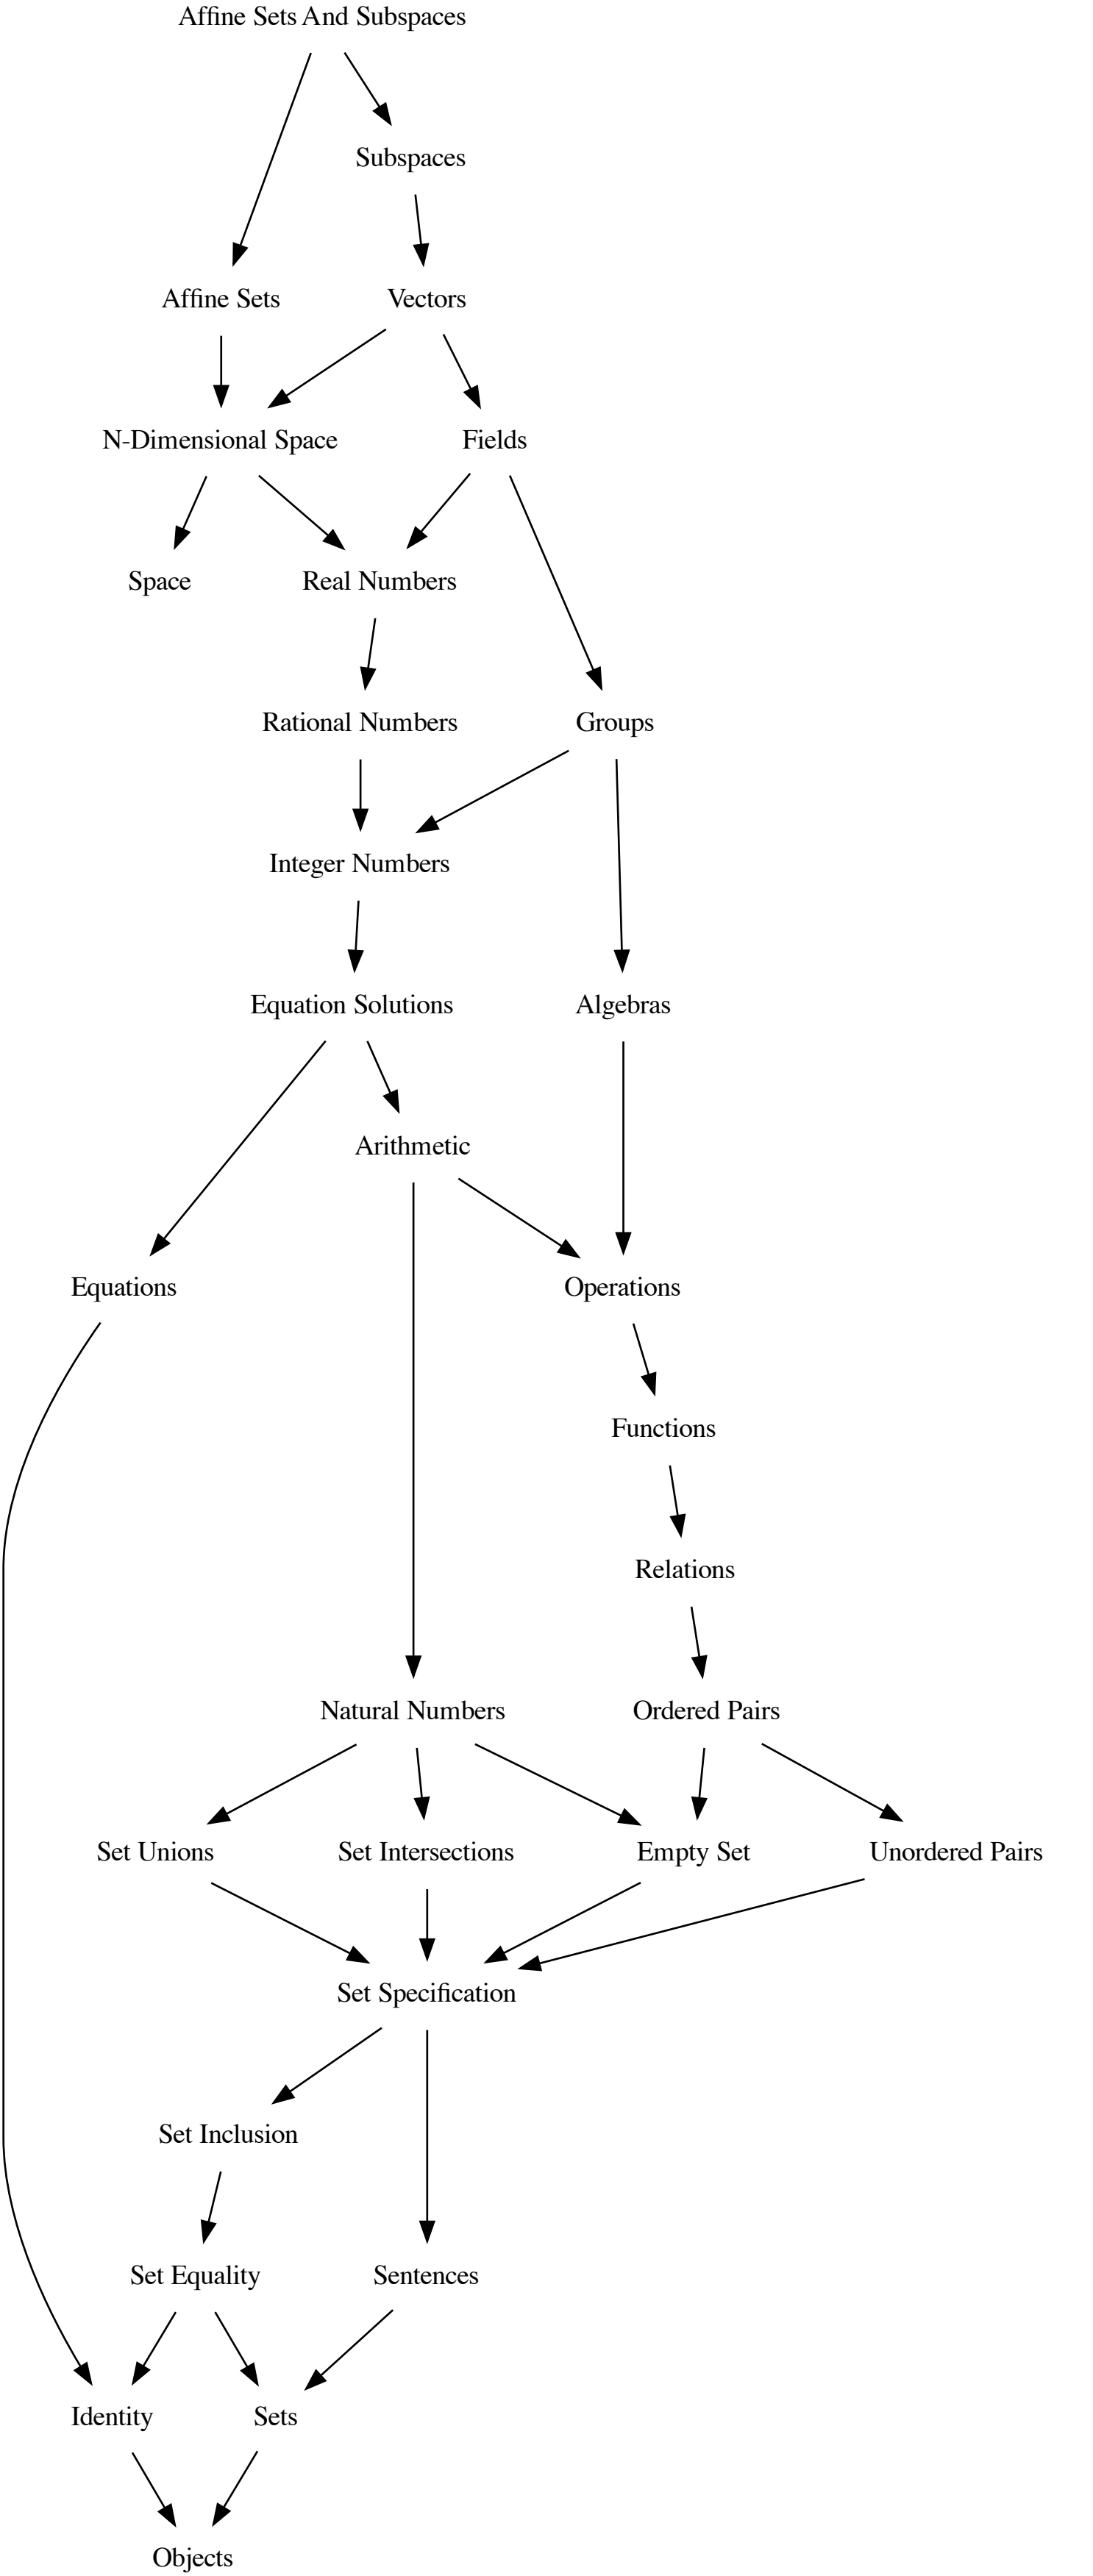 Affine Sets And Subspaces
Subspaces
Affine Sets
Vectors
N-Dimensional Space
Fields
Space
Real Numbers
Rational Numbers
Groups
Integer Numbers
Equation Solutions
Algebras
Arithmetic
Equations
Operations
Functions
Relations
Natural Numbers
Ordered Pairs
Set Unions
Set Intersections
Empty Set
Unordered Pairs
Set Specification
Set Inclusion
Set Equality
Sentences
Identity
Sets
Objects